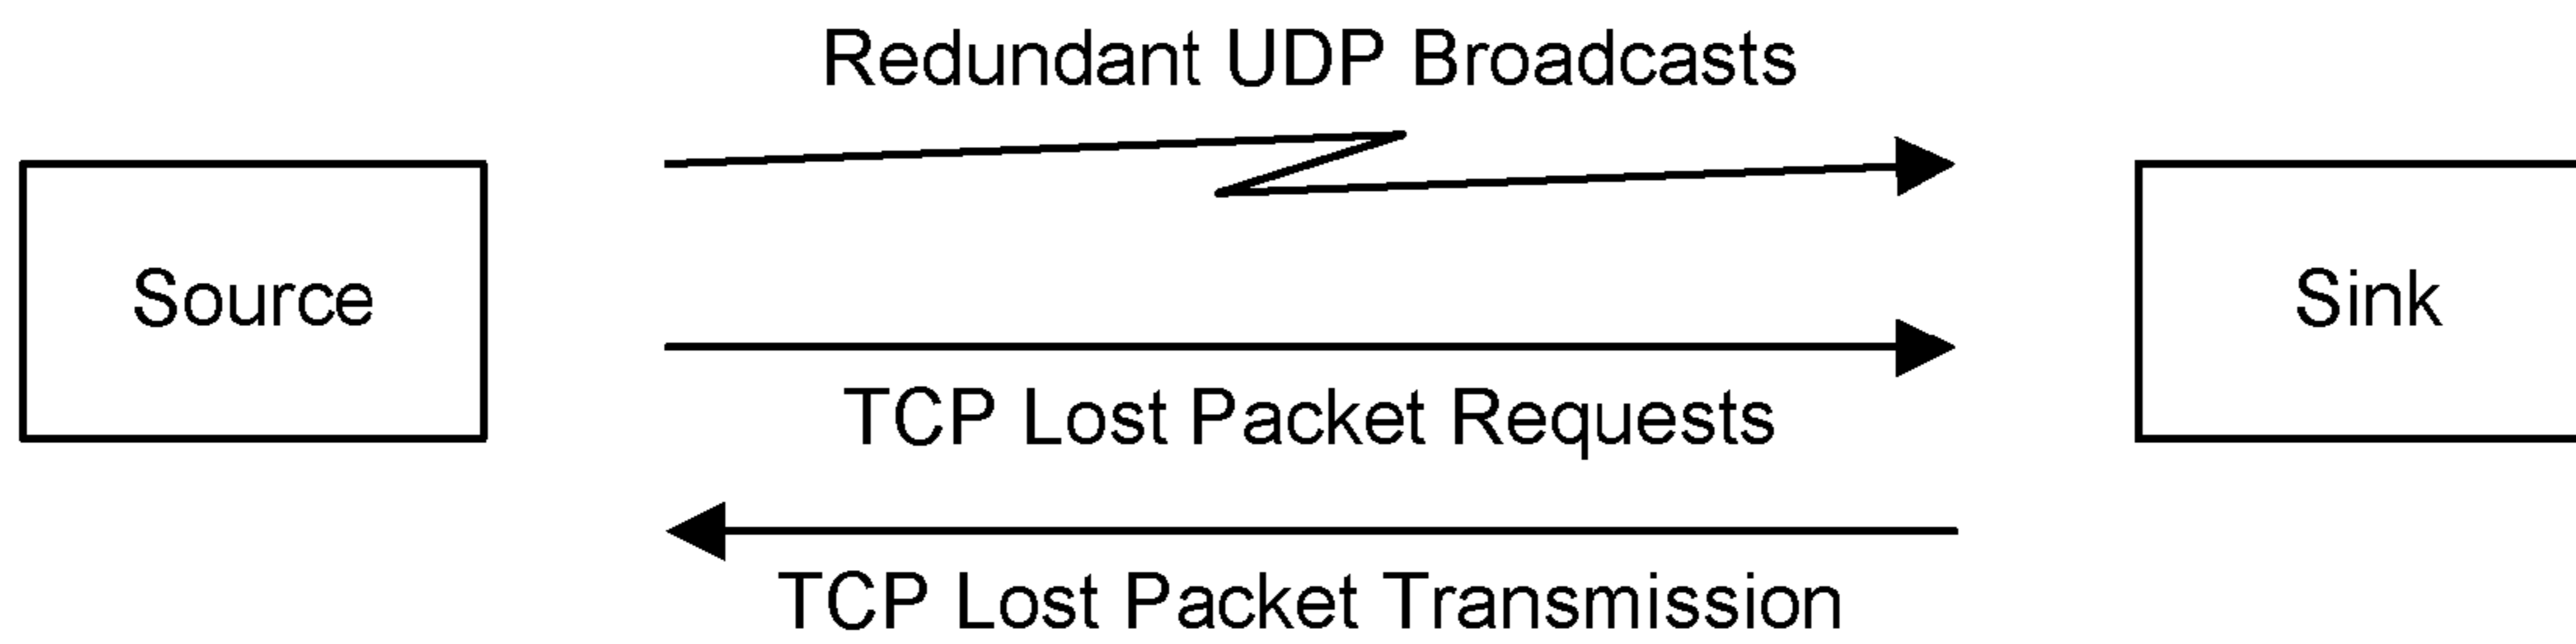 Redundant UDP Broadcasts
Source
Sink
TCP Lost Packet Requests
TCP Lost Packet Transmission